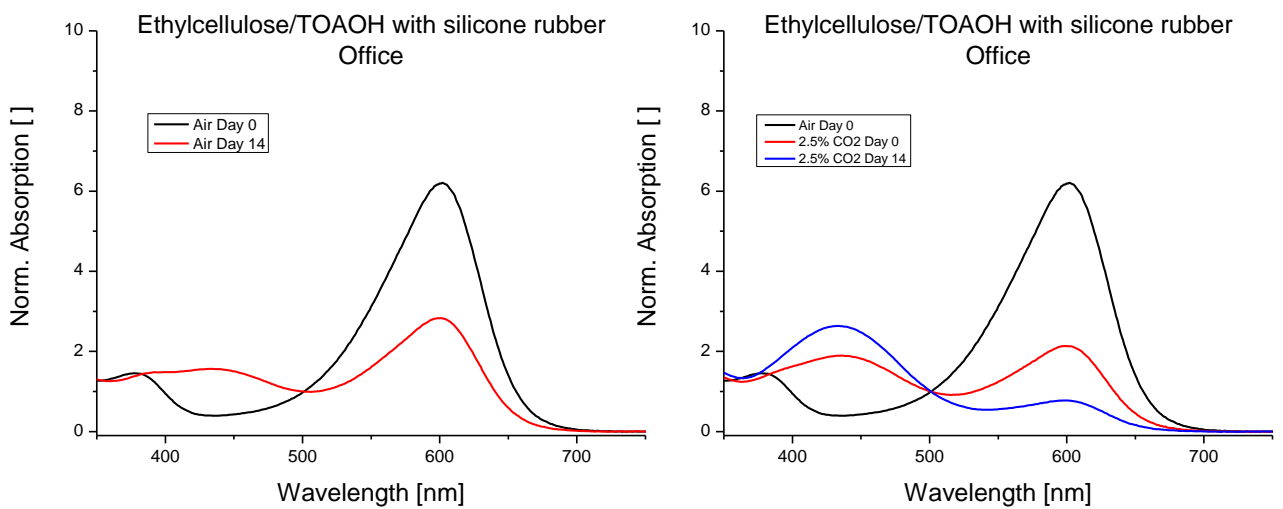 Ethylcellulose/TOAOH with silicone rubber
Office
10
8
6
4
2
0
Norm. Absorption [ ]
Air Day 0
Air Day 14
400
500
600
700
Wavelength [nm]
Ethylcellulose/TOAOH with silicone rubber
Office
10
8
6
4
2
0
Norm. Absorption [ ]
Air Day 0
2.5% CO2 Day 0
2.5% CO2 Day 14
400
500
600
700
Wavelength [nm]